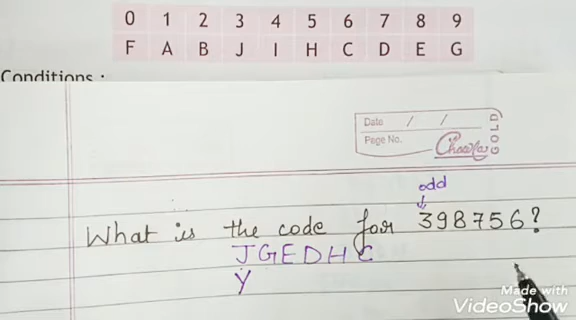 0 1 2 3 4 5 6 7 8 9
F A B J I H C D E G
Conditions :
Date / /
Page No.
Chawla GOLD
odd
↓
What is the code for 398756?
JGEDHC
Y
Made with
VideoShow